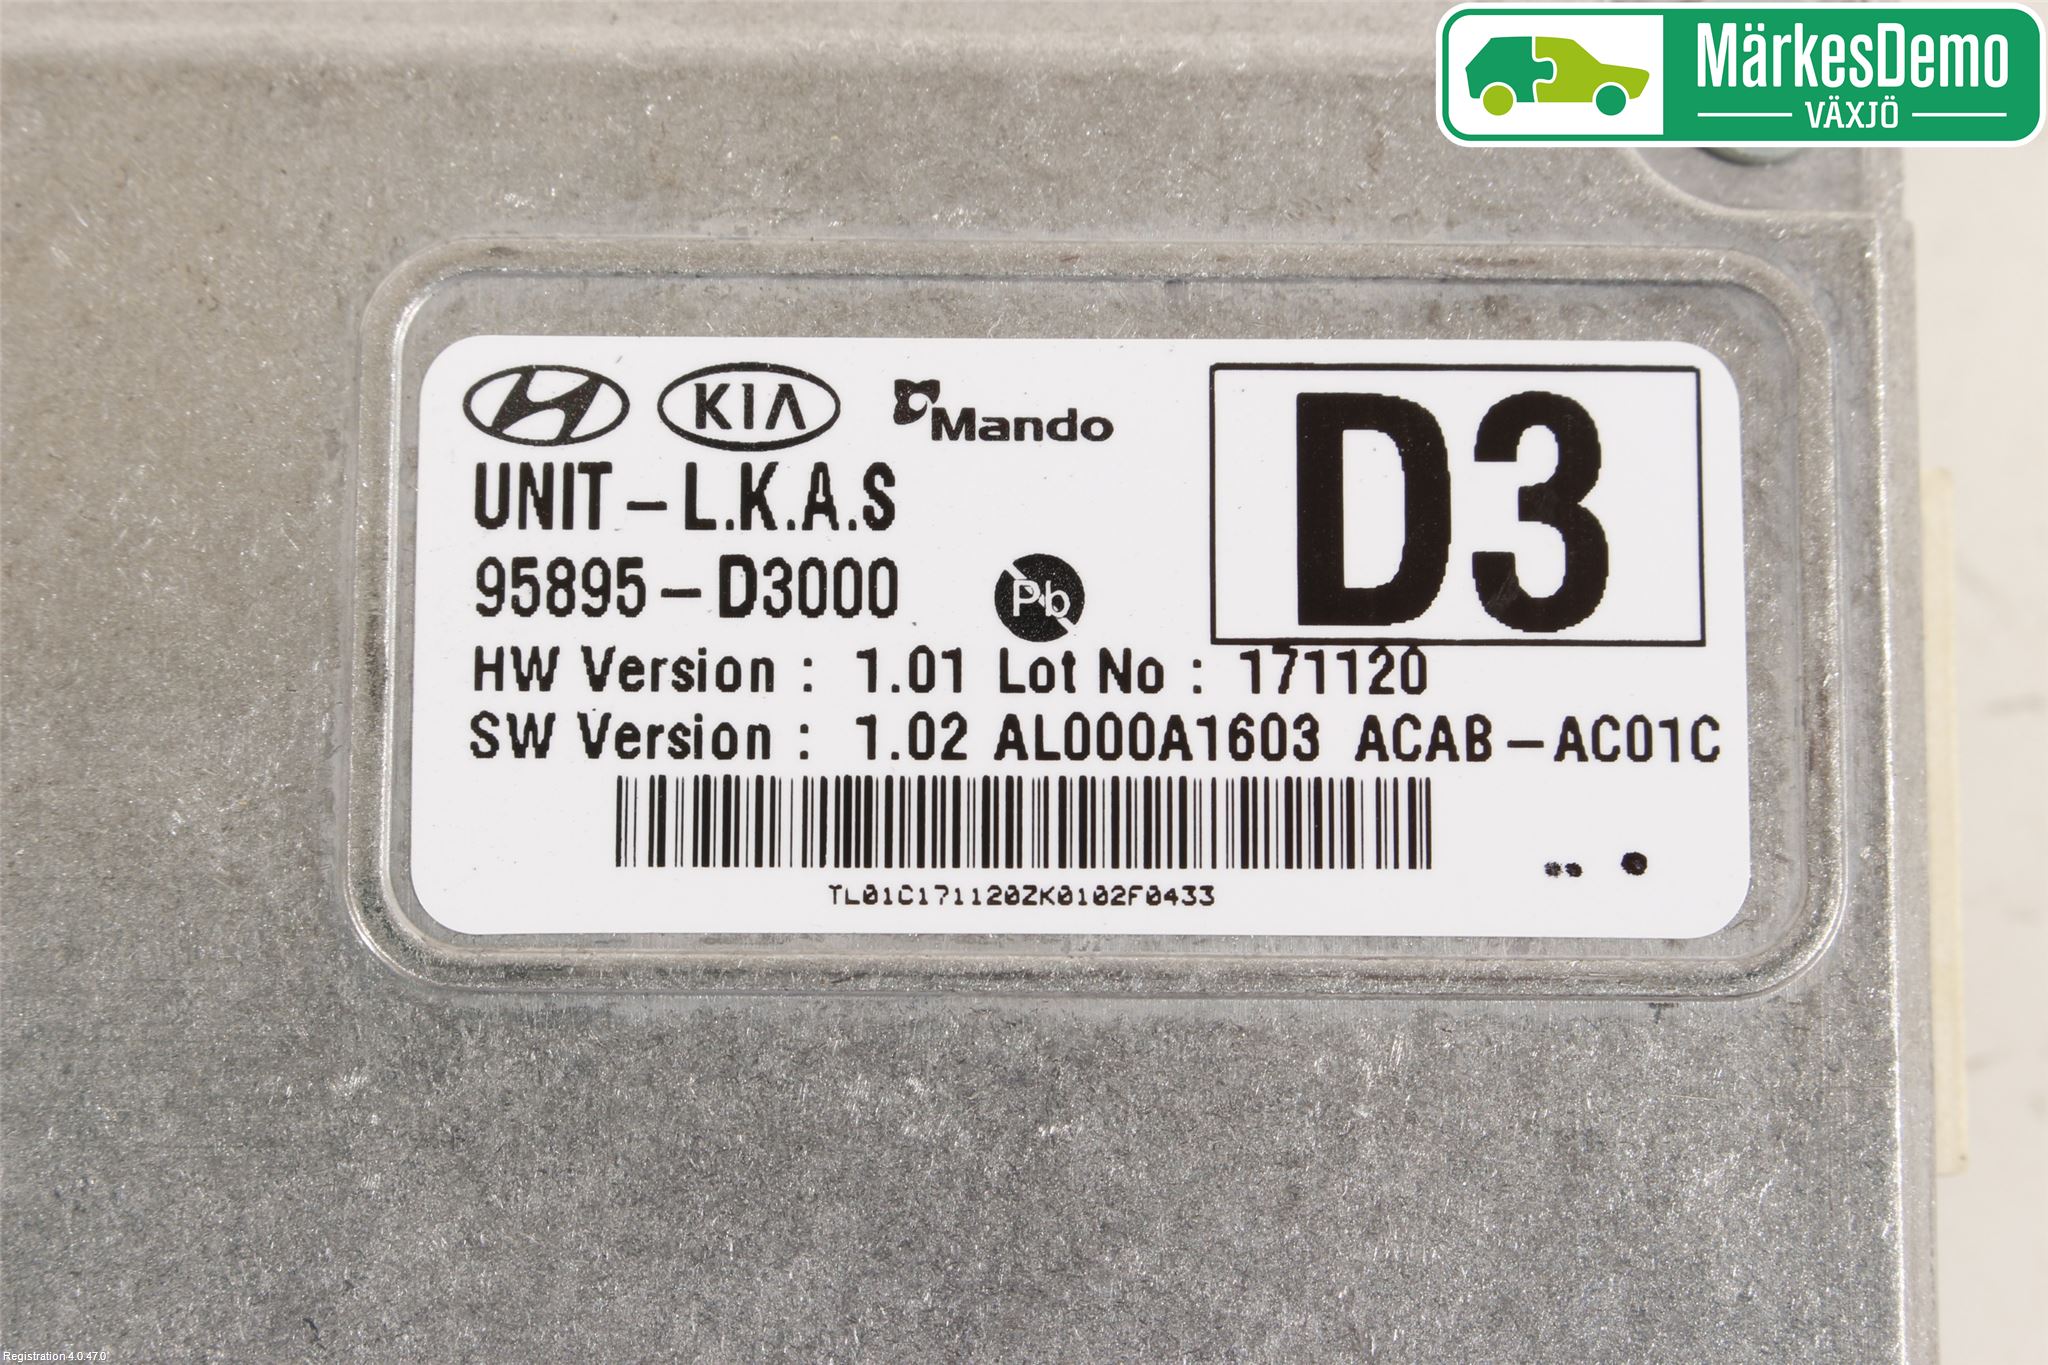 MärkesDemo
VÄXJÖ
KIA Mando
D3
UNIT-L.K.A.S
95895-D3000
Pb
HW Version : 1.01 Lot No : 171120
SW Version : 1.02 AL000A1603 ACAB-AC01C
TL01C171120ZK0102F0433
Registration 4.0.47.0